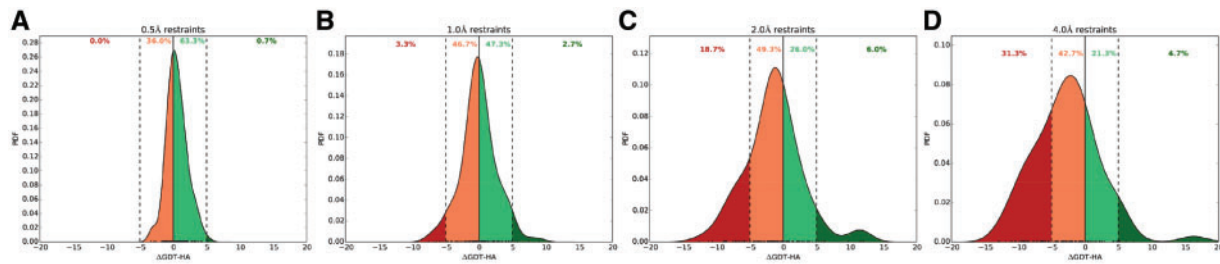 A
0.5Å restraints
0.0% 36.0% 63.3% 0.7%
0.28
0.26
0.24
0.22
0.20
0.18
0.16
0.14
0.12
0.10
0.08
0.06
0.04
0.02
0.00
PDF
−20 −15 −10 −5 0 5 10 15 20
ΔGDT-HA
B
1.0Å restraints
3.3% 46.7% 47.3% 2.7%
0.18
0.16
0.14
0.12
0.10
0.08
0.06
0.04
0.02
0.00
PDF
−20 −15 −10 −5 0 5 10 15 20
ΔGDT-HA
C
2.0Å restraints
18.7% 49.3% 26.0% 6.0%
0.12
0.10
0.08
0.06
0.04
0.02
0.00
PDF
−20 −15 −10 −5 0 5 10 15 20
ΔGDT-HA
D
4.0Å restraints
31.3% 42.7% 21.3% 4.7%
0.10
0.08
0.06
0.04
0.02
0.00
PDF
−20 −15 −10 −5 0 5 10 15 20
ΔGDT-HA